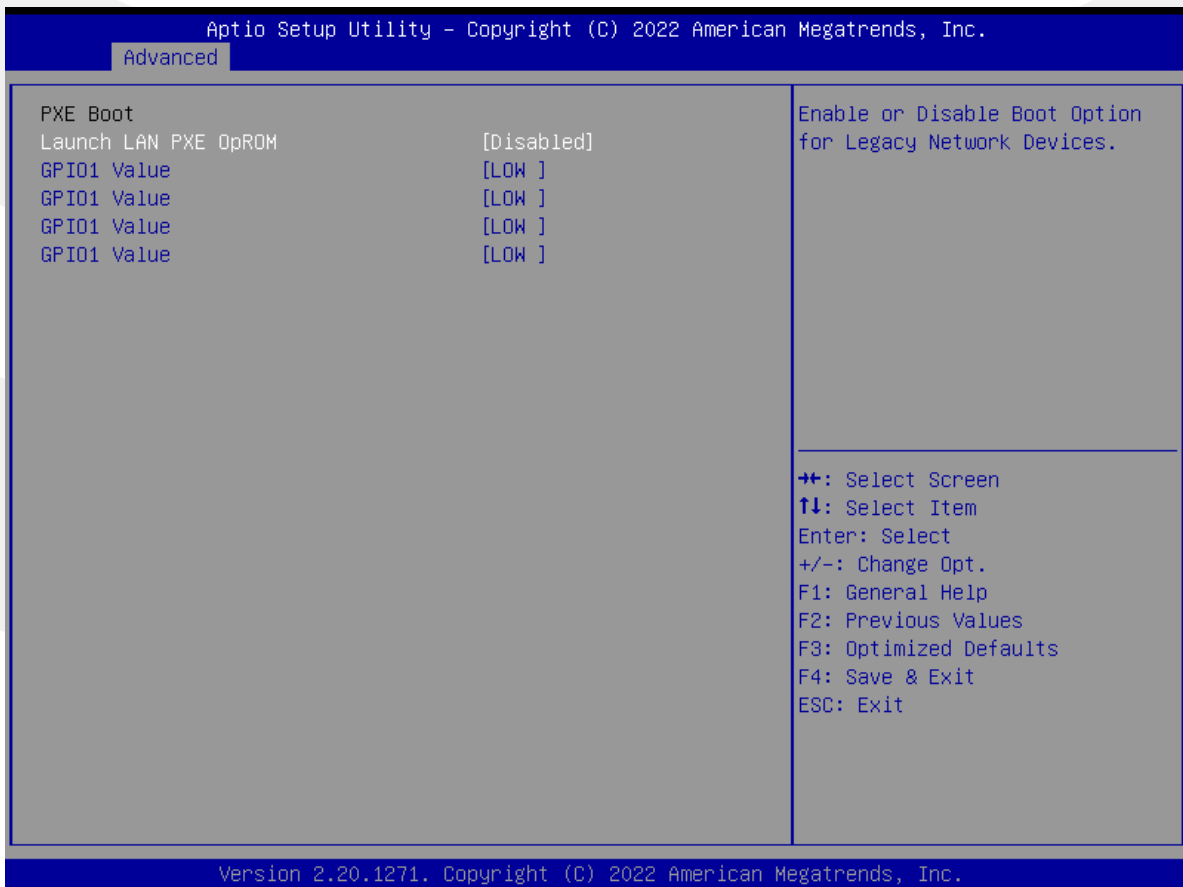 Aptio Setup Utility – Copyright (C) 2022 American Megatrends, Inc.
Advanced
PXE Boot
Launch LAN PXE OpROM [Disabled]
GPIO1 Value [LOW ]
GPIO1 Value [LOW ]
GPIO1 Value [LOW ]
GPIO1 Value [LOW ]
Enable or Disable Boot Option
for Legacy Network Devices.
→←: Select Screen
↑↓: Select Item
Enter: Select
+/-: Change Opt.
F1: General Help
F2: Previous Values
F3: Optimized Defaults
F4: Save & Exit
ESC: Exit
Version 2.20.1271. Copyright (C) 2022 American Megatrends, Inc.